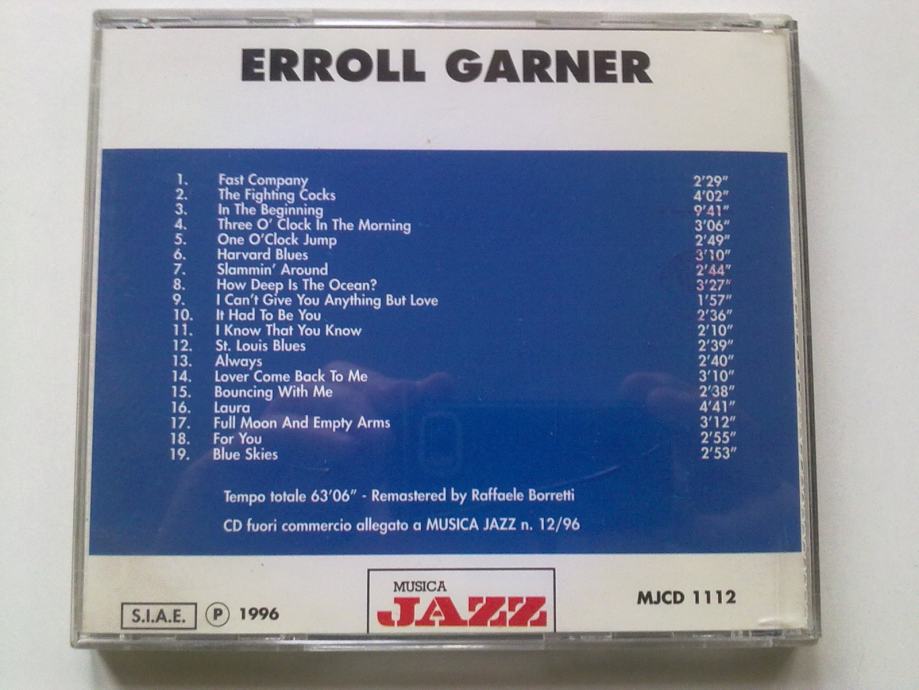 ERROLL GARNER
1. Fast Company 2'29"
2. The Fighting Cocks 4'02"
3. In The Beginning 9'41"
4. Three O' Clock In The Morning 3'06"
5. One O'Clock Jump 2'49"
6. Harvard Blues 3'10"
7. Slammin' Around 2'44"
8. How Deep Is The Ocean? 3'27"
9. I Can't Give You Anything But Love 1'57"
10. It Had To Be You 2'36"
11. I Know That You Know 2'10"
12. St. Louis Blues 2'39"
13. Always 2'40"
14. Lover Come Back To Me 3'10"
15. Bouncing With Me 2'38"
16. Laura 4'41"
17. Full Moon And Empty Arms 3'12"
18. For You 2'55"
19. Blue Skies 2'53"
Tempo totale 63'06" - Remastered by Raffaele Borretti
CD fuori commercio allegato a MUSICA JAZZ n. 12/96
S.I.A.E. Ⓟ 1996
MUSICA
JAZZ
MJCD 1112